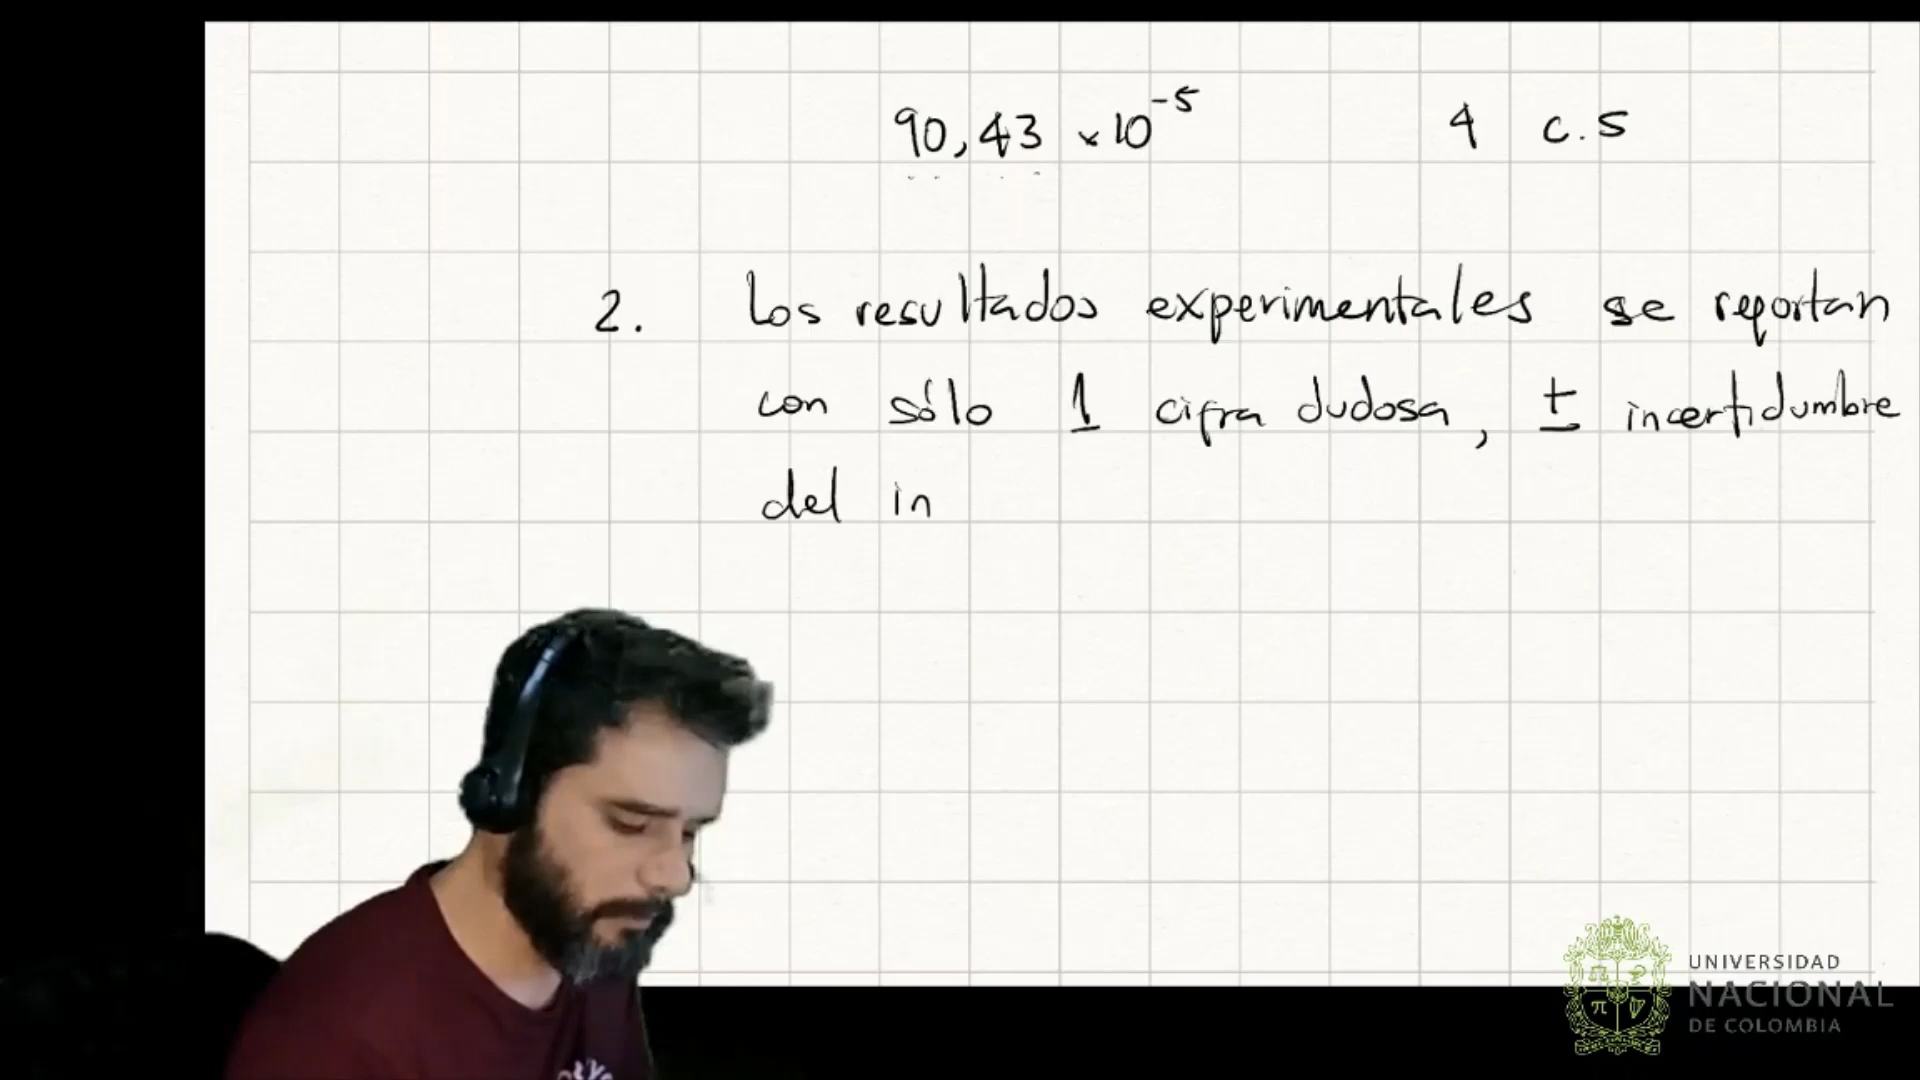 90,43 ×10⁻⁵ 4 c.s
2. Los resultados experimentales se reportan
con sólo 1 cifra dudosa, ± incertidumbre
del in
UNIVERSIDAD
NACIONAL
DE COLOMBIA